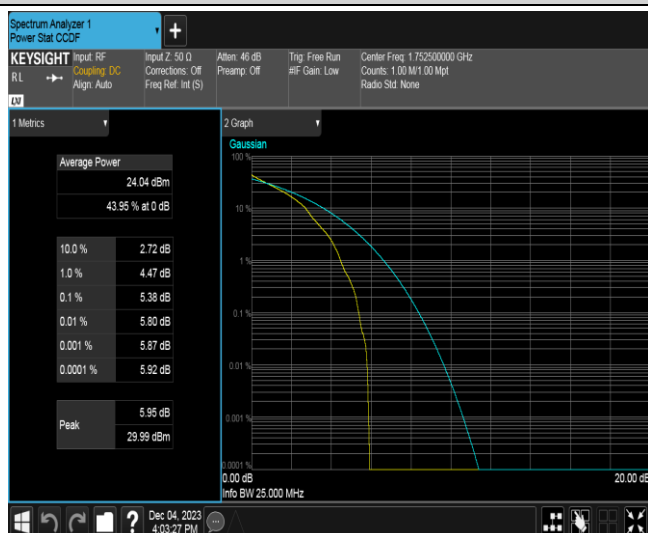 Spectrum Analyzer 1
Power Stat CCDF
KEYSIGHT
RL
LXI
Input: RF
Coupling: DC
Align: Auto
Input Z: 50 Ω
Corrections: Off
Freq Ref: Int (S)
Atten: 46 dB
Preamp: Off
Trig: Free Run
#IF Gain: Low
Center Freq: 1.752500000 GHz
Counts: 1.00 M/1.00 Mpt
Radio Std: None
1 Metrics
Average Power
24.04 dBm
43.95 % at 0 dB
10.0 % 2.72 dB
1.0 % 4.47 dB
0.1 % 5.38 dB
0.01 % 5.80 dB
0.001 % 5.87 dB
0.0001 % 5.92 dB
Peak
5.95 dB
29.99 dBm
2 Graph
Gaussian
100 %
10 %
1 %
0.1 %
0.01 %
0.001 %
0.0001 %
0.00 dB 20.00 dB
Info BW 25.000 MHz
Dec 04, 2023
4:03:27 PM